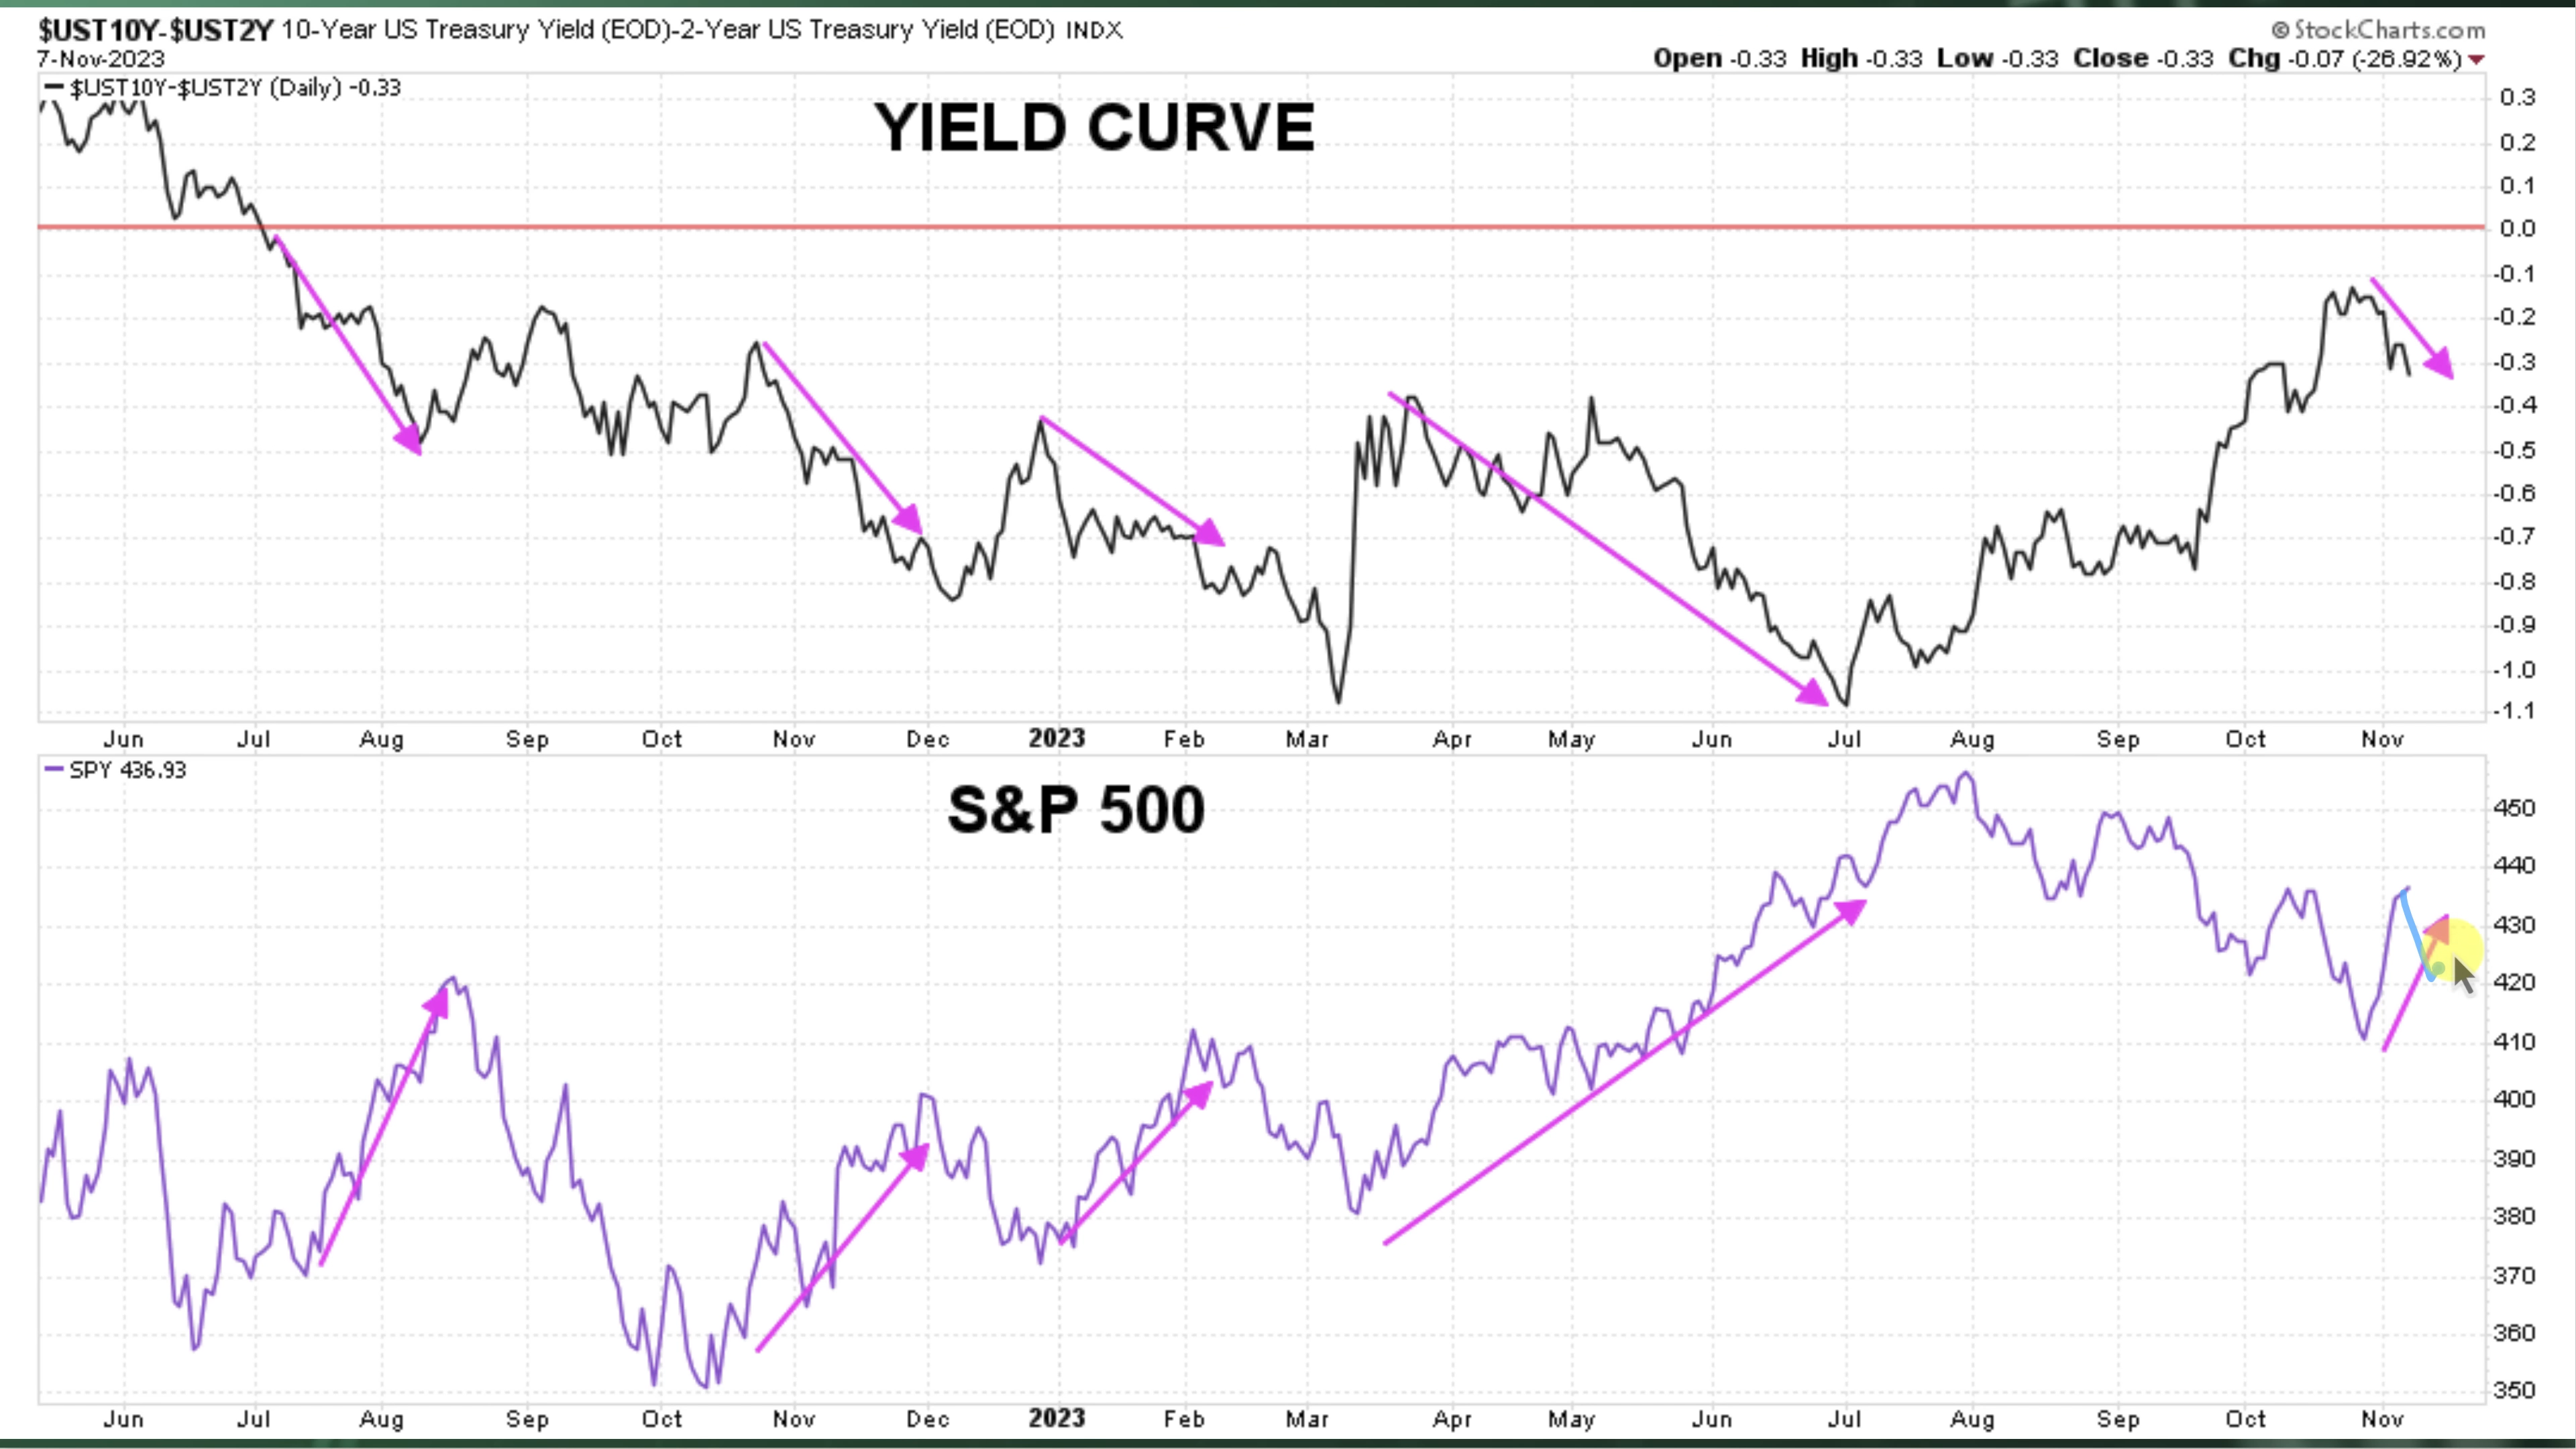 $UST10Y-$UST2Y 10-Year US Treasury Yield (EOD)-2-Year US Treasury Yield (EOD) INDX
© StockCharts.com
7-Nov-2023
Open -0.33 High -0.33 Low -0.33 Close -0.33 Chg -0.07 (-26.92%)
$UST10Y-$UST2Y (Daily) -0.33
YIELD CURVE
0.3
0.2
0.1
0.0
-0.1
-0.2
-0.3
-0.4
-0.5
-0.6
-0.7
-0.8
-0.9
-1.0
-1.1
Jun Jul Aug Sep Oct Nov Dec 2023 Feb Mar Apr May Jun Jul Aug Sep Oct Nov
SPY 436.93
S&P 500
450
440
430
420
410
400
390
380
370
360
350
Jun Jul Aug Sep Oct Nov Dec 2023 Feb Mar Apr May Jun Jul Aug Sep Oct Nov